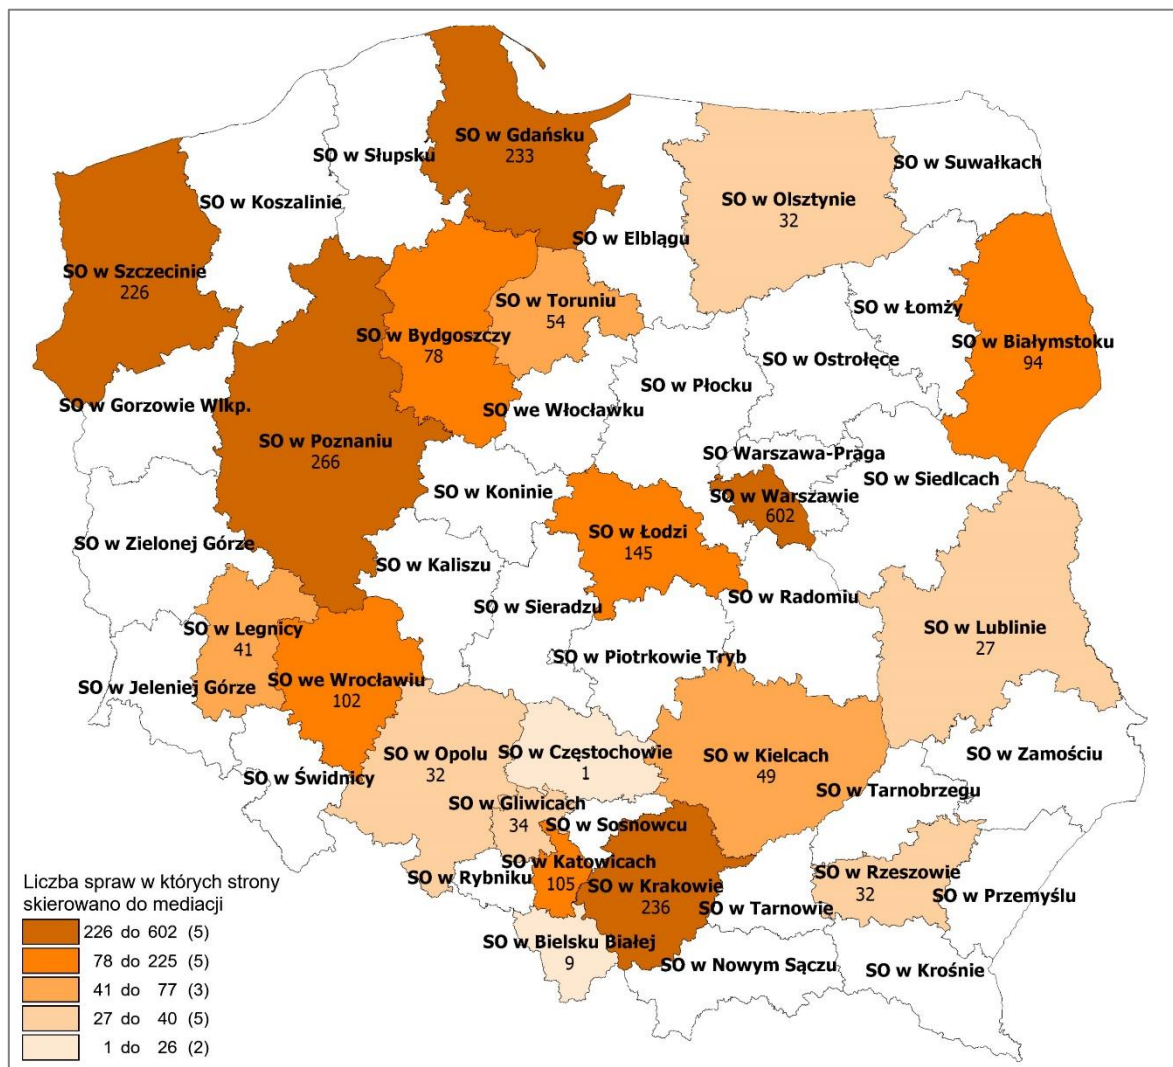 SO w Gdańsku
233
SO w Słupsku
SO w Suwałkach
SO w Koszalinie
SO w Olsztynie
32
SO w Elblągu
SO w Szczecinie
226
SO w Toruniu
54
SO w Łomży
SO w Bydgoszczy
78
SO w Białymstoku
94
SO w Ostrołęce
SO w Płocku
SO w Gorzowie Wlkp.
SO we Włocławku
SO w Poznaniu
266
SO Warszawa-Praga
SO w Siedlcach
SO w Koninie
SO w Warszawie
602
SO w Łodzi
145
SO w Zielonej Górze
SO w Kaliszu
SO w Sieradzu
SO w Radomiu
SO w Legnicy
41
SO w Lublinie
27
SO w Piotrkowie Tryb
SO w Jeleniej Górze
SO we Wrocławiu
102
SO w Opolu
32
SO w Częstochowie
1
SO w Kielcach
49
SO w Zamościu
SO w Świdnicy
SO w Tarnobrzegu
SO w Gliwicach
34
SO w Sosnowcu
SO w Katowicach
105
SO w Rybniku
SO w Krakowie
236
SO w Rzeszowie
32
SO w Przemyślu
SO w Tarnowie
SO w Bielsku Białej
9
SO w Nowym Sączu
SO w Krośnie
Liczba spraw w których strony
skierowano do mediacji
226 do 602 (5)
78 do 225 (5)
41 do 77 (3)
27 do 40 (5)
1 do 26 (2)